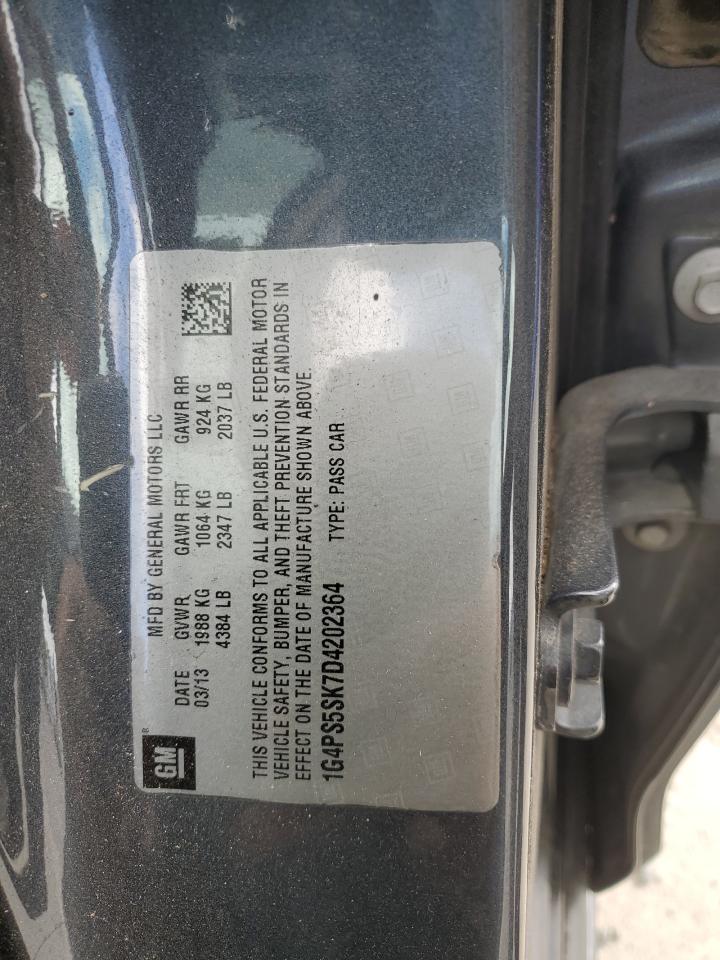 GM
®
MFD BY GENERAL MOTORS LLC
DATE GVWR GAWR FRT GAWR RR
03/13 1988 KG 1064 KG 924 KG
4384 LB 2347 LB 2037 LB
THIS VEHICLE CONFORMS TO ALL APPLICABLE U.S. FEDERAL MOTOR
VEHICLE SAFETY, BUMPER, AND THEFT PREVENTION STANDARDS IN
EFFECT ON THE DATE OF MANUFACTURE SHOWN ABOVE.
1G4PS5SK7D4202364 TYPE: PASS CAR